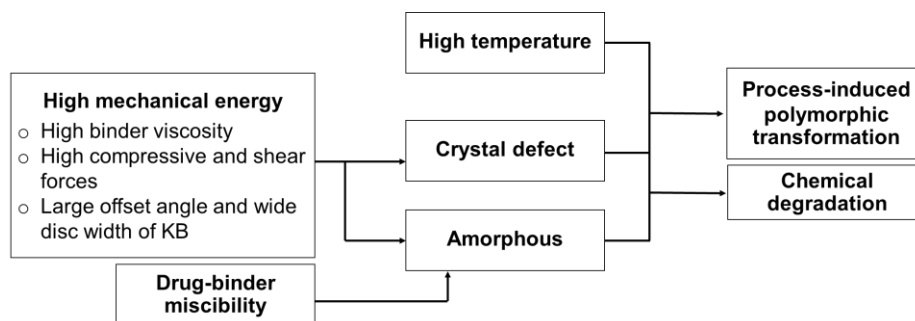 High temperature
High mechanical energy
○ High binder viscosity
○ High compressive and shear
forces
○ Large offset angle and wide
disc width of KB
Crystal defect
Amorphous
Drug-binder
miscibility
Process-induced
polymorphic
transformation
Chemical
degradation